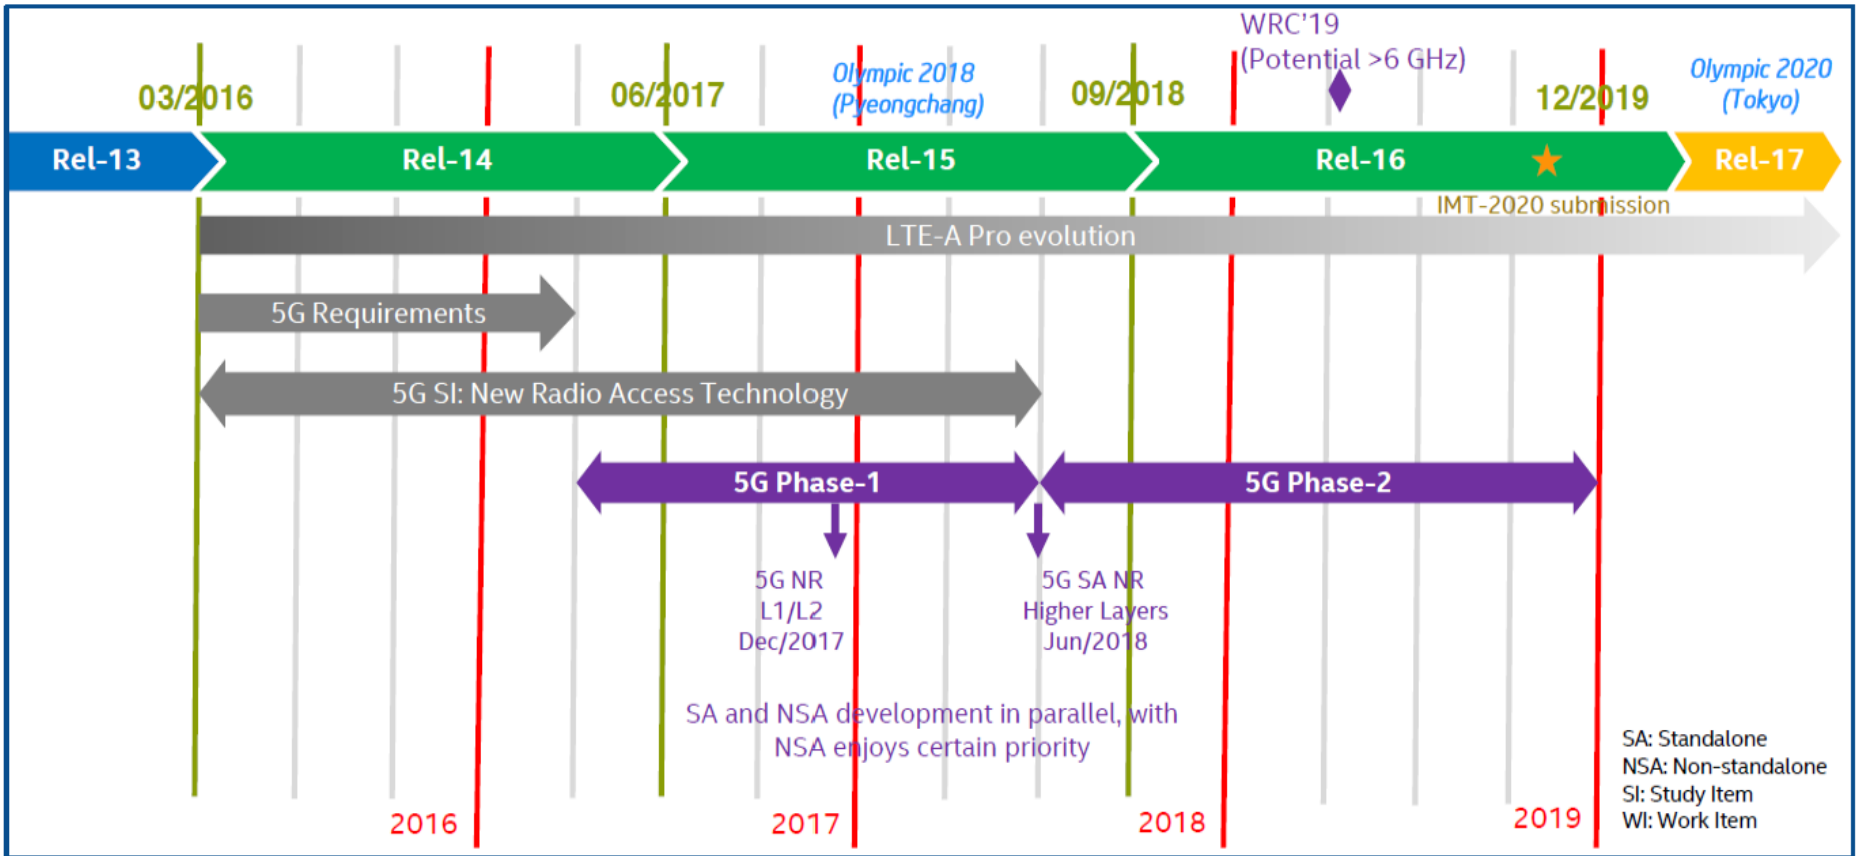 WRC'19
(Potential >6 GHz)
03/2016
06/2017
Olympic 2018
(Pyeongchang)
09/2018
12/2019
Olympic 2020
(Tokyo)
Rel-13
Rel-14
Rel-15
Rel-16
Rel-17
IMT-2020 submission
LTE-A Pro evolution
5G Requirements
5G SI: New Radio Access Technology
5G Phase-1
5G Phase-2
5G NR
L1/L2
Dec/2017
5G SA NR
Higher Layers
Jun/2018
SA and NSA development in parallel, with
NSA enjoys certain priority
SA: Standalone
NSA: Non-standalone
SI: Study Item
WI: Work Item
2016
2017
2018
2019